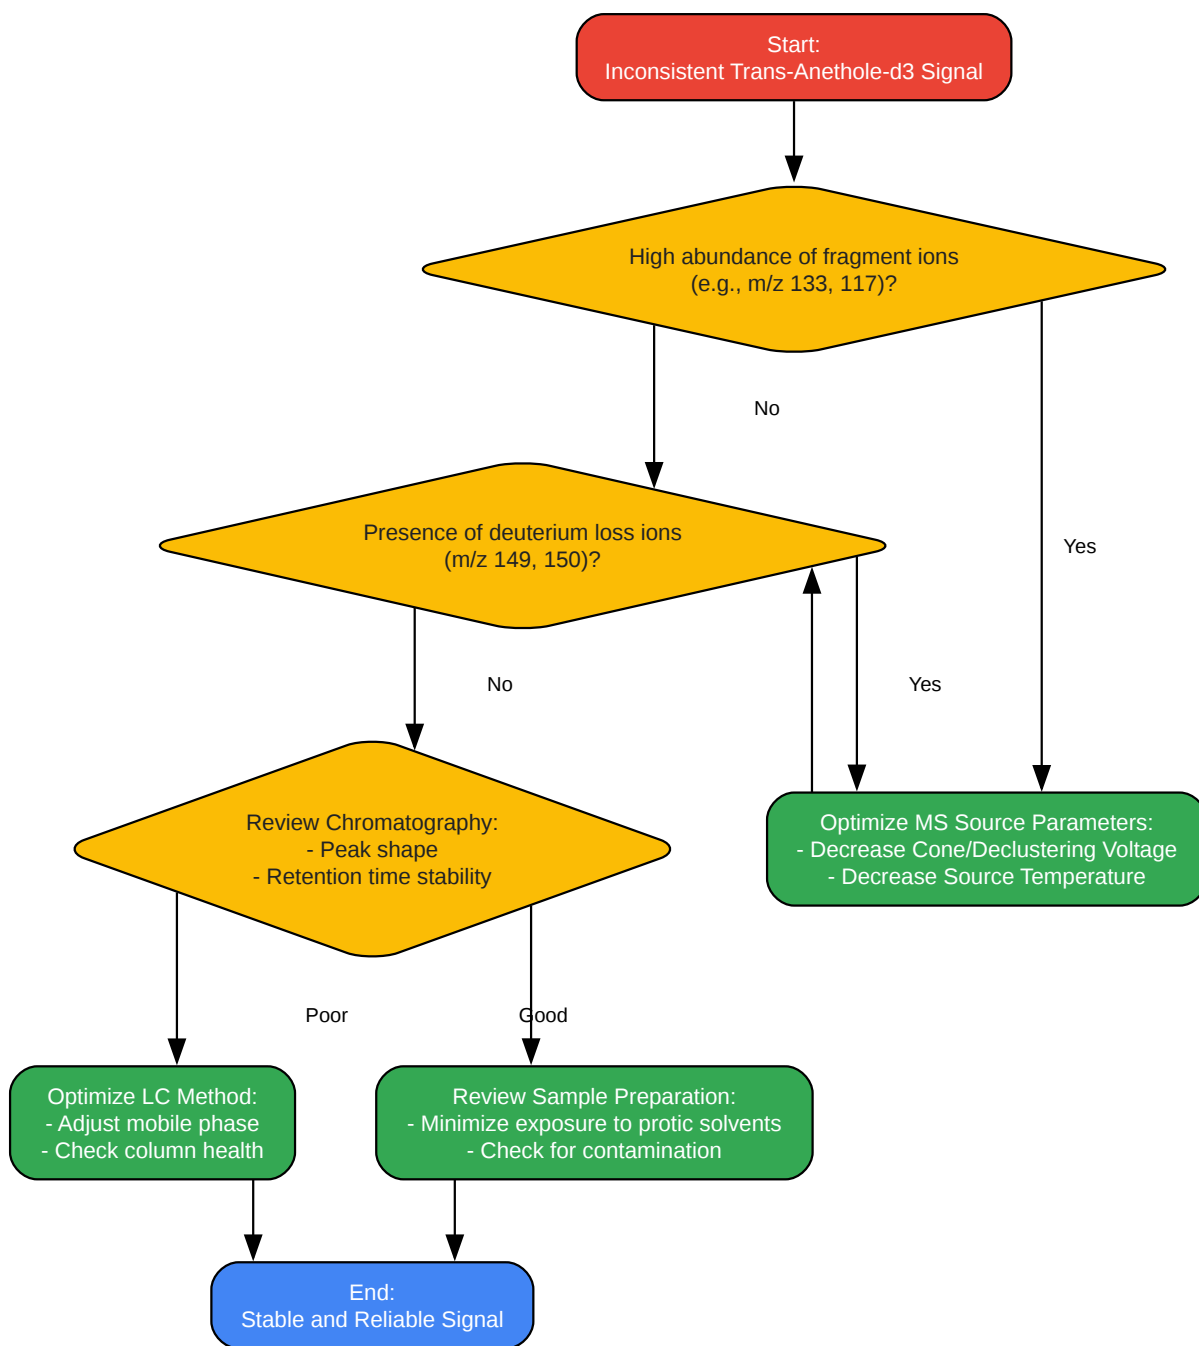 Start:
Inconsistent Trans-Anethole-d3 Signal
High abundance of fragment ions
(e.g., m/z 133, 117)?
No
Presence of deuterium loss ions
(m/z 149, 150)?
Yes
No
Yes
Review Chromatography:
- Peak shape
- Retention time stability
Optimize MS Source Parameters:
- Decrease Cone/Declustering Voltage
- Decrease Source Temperature
Poor
Good
Optimize LC Method:
- Adjust mobile phase
- Check column health
Review Sample Preparation:
- Minimize exposure to protic solvents
- Check for contamination
End:
Stable and Reliable Signal